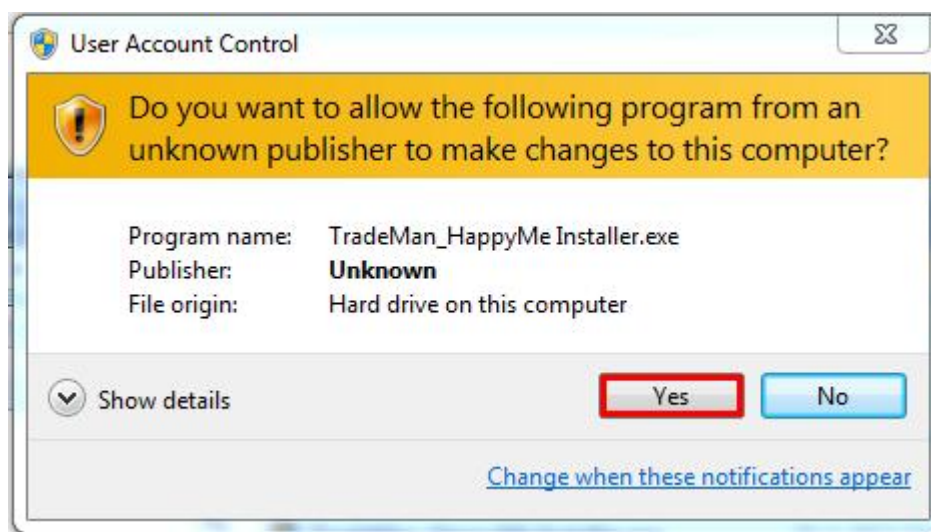 User Account Control
Do you want to allow the following program from an
unknown publisher to make changes to this computer?
Program name: TradeMan_HappyMe Installer.exe
Publisher: Unknown
File origin: Hard drive on this computer
Show details
Yes
No
Change when these notifications appear